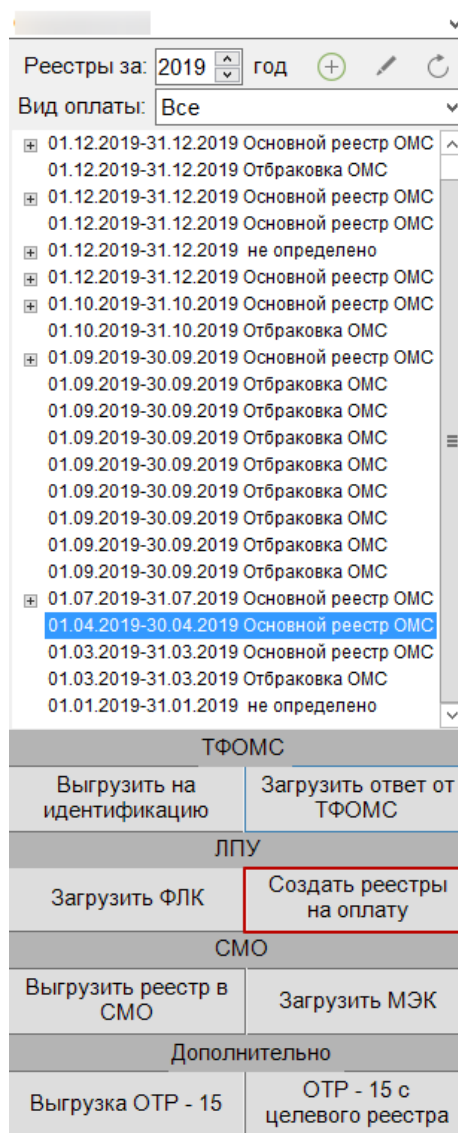 Реестры за: 2019 год
Вид оплаты: Все
01.12.2019-31.12.2019 Основной реестр ОМС
01.12.2019-31.12.2019 Отбраковка ОМС
01.12.2019-31.12.2019 Основной реестр ОМС
01.12.2019-31.12.2019 Основной реестр ОМС
01.12.2019-31.12.2019 не определено
01.12.2019-31.12.2019 Основной реестр ОМС
01.10.2019-31.10.2019 Основной реестр ОМС
01.10.2019-31.10.2019 Отбраковка ОМС
01.09.2019-30.09.2019 Основной реестр ОМС
01.09.2019-30.09.2019 Отбраковка ОМС
01.09.2019-30.09.2019 Отбраковка ОМС
01.09.2019-30.09.2019 Отбраковка ОМС
01.09.2019-30.09.2019 Отбраковка ОМС
01.09.2019-30.09.2019 Отбраковка ОМС
01.09.2019-30.09.2019 Отбраковка ОМС
01.09.2019-30.09.2019 Отбраковка ОМС
01.09.2019-30.09.2019 Отбраковка ОМС
01.07.2019-31.07.2019 Основной реестр ОМС
01.04.2019-30.04.2019 Основной реестр ОМС
01.03.2019-31.03.2019 Основной реестр ОМС
01.03.2019-31.03.2019 Отбраковка ОМС
01.01.2019-31.01.2019 не определено
ТФОМС
Выгрузить на
идентификацию
Загрузить ответ от
ТФОМС
ЛПУ
Загрузить ФЛК
Создать реестры
на оплату
СМО
Выгрузить реестр в
СМО
Загрузить МЭК
Дополнительно
Выгрузка ОТР - 15
ОТР - 15 с
целевого реестра